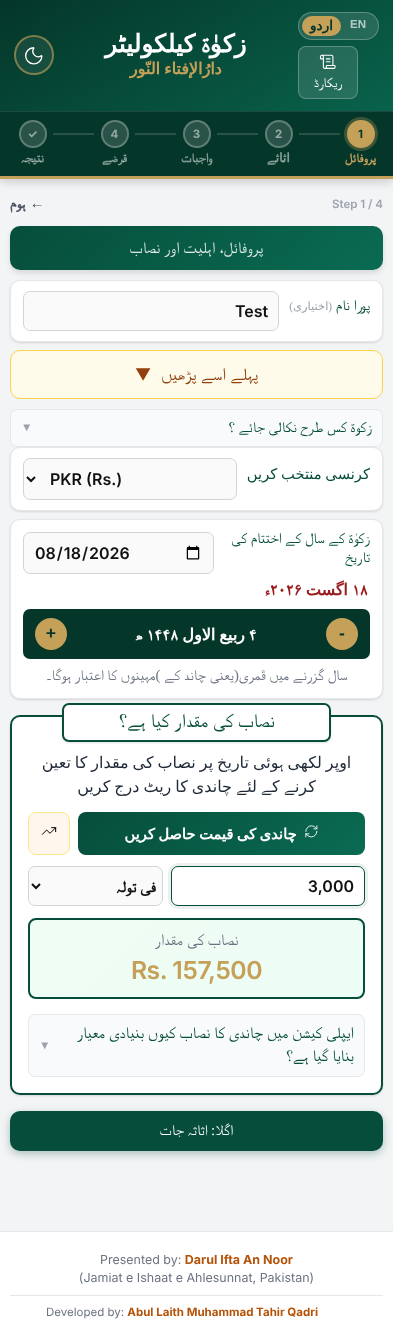 زکوٰۃ کیلکولیٹر
دارُالإفتاء النّور
اردو EN
ریکارڈ
1 2 3 4 ✓
پروفائل اثاثے واجبات قرضے نتیجہ
← ہوم
Step 1 / 4
پروفائل، اہلیت اور نصاب
پورا نام (اختیاری)
Test
پہلے اسے پڑھیں ▼
زکوۃ کس طرح نکالی جائے ؟ ▼
کرنسی منتخب کریں
PKR (Rs.)
زکوٰۃ کے سال کے اختتام کی
تاریخ
08/18/2026
۱۸ اگست ۲۰۲۶ء
- ۴ ربیع الاول ۱۴۴۸ ھ +
سال گزرنے میں قمری(یعنی چاند کے )مہینوں کا اعتبار ہوگا۔
نصاب کی مقدار کیا ہے؟
اوپر لکھی ہوئی تاریخ پر نصاب کی مقدار کا تعین
کرنے کے لئے چاندی کا ریٹ درج کریں
چاندی کی قیمت حاصل کریں
3,000
فی تولہ
نصاب کی مقدار
Rs. 157,500
ایپلی کیشن میں چاندی کا نصاب کیوں بنیادی معیار
بنایا گیا ہے؟ ▼
اگلا: اثاثہ جات
Presented by: Darul Ifta An Noor
(Jamiat e Ishaat e Ahlesunnat, Pakistan)
Developed by: Abul Laith Muhammad Tahir Qadri